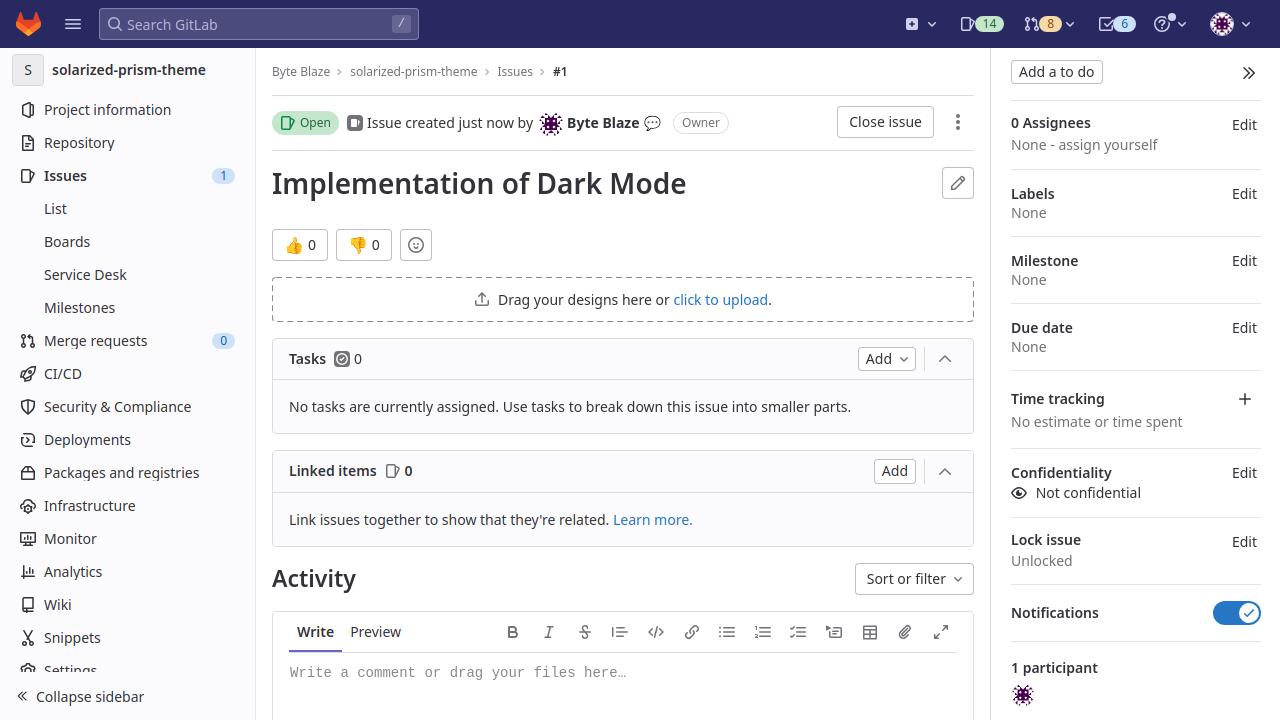 Search GitLab
/
14
8
6
S
solarized-prism-theme
Project information
Repository
Issues
1
List
Boards
Service Desk
Milestones
Merge requests
0
CI/CD
Security & Compliance
Deployments
Packages and registries
Infrastructure
Monitor
Analytics
Wiki
Snippets
Settings
Collapse sidebar
Byte Blaze
solarized-prism-theme
Issues
#1
Open
Issue created just now by Byte Blaze 💬
Owner
Close issue
Implementation of Dark Mode
👍 0
👎 0
Drag your designs here or click to upload.
Tasks
0
Add
No tasks are currently assigned. Use tasks to break down this issue into smaller parts.
Linked items
0
Add
Link issues together to show that they're related. Learn more.
Activity
Sort or filter
Write
Preview
Write a comment or drag your files here…
Add a to do
0 Assignees
Edit
None - assign yourself
Labels
Edit
None
Milestone
Edit
None
Due date
Edit
None
Time tracking
No estimate or time spent
Confidentiality
Edit
Not confidential
Lock issue
Edit
Unlocked
Notifications
1 participant